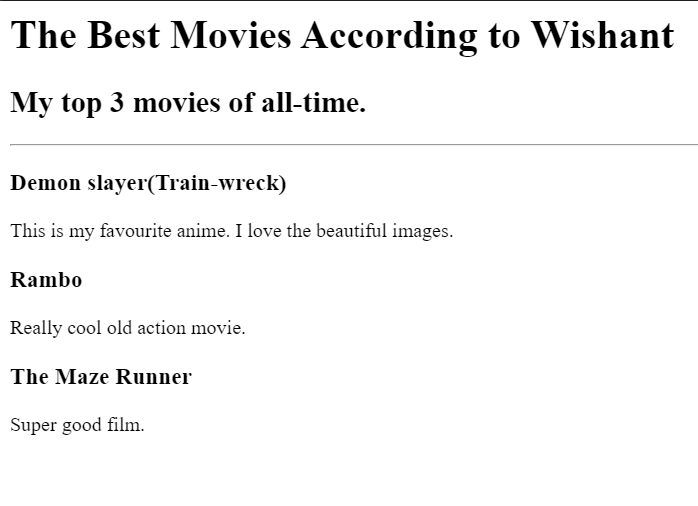 The Best Movies According to Wishant
My top 3 movies of all-time.
Demon slayer(Train-wreck)
This is my favourite anime. I love the beautiful images.
Rambo
Really cool old action movie.
The Maze Runner
Super good film.